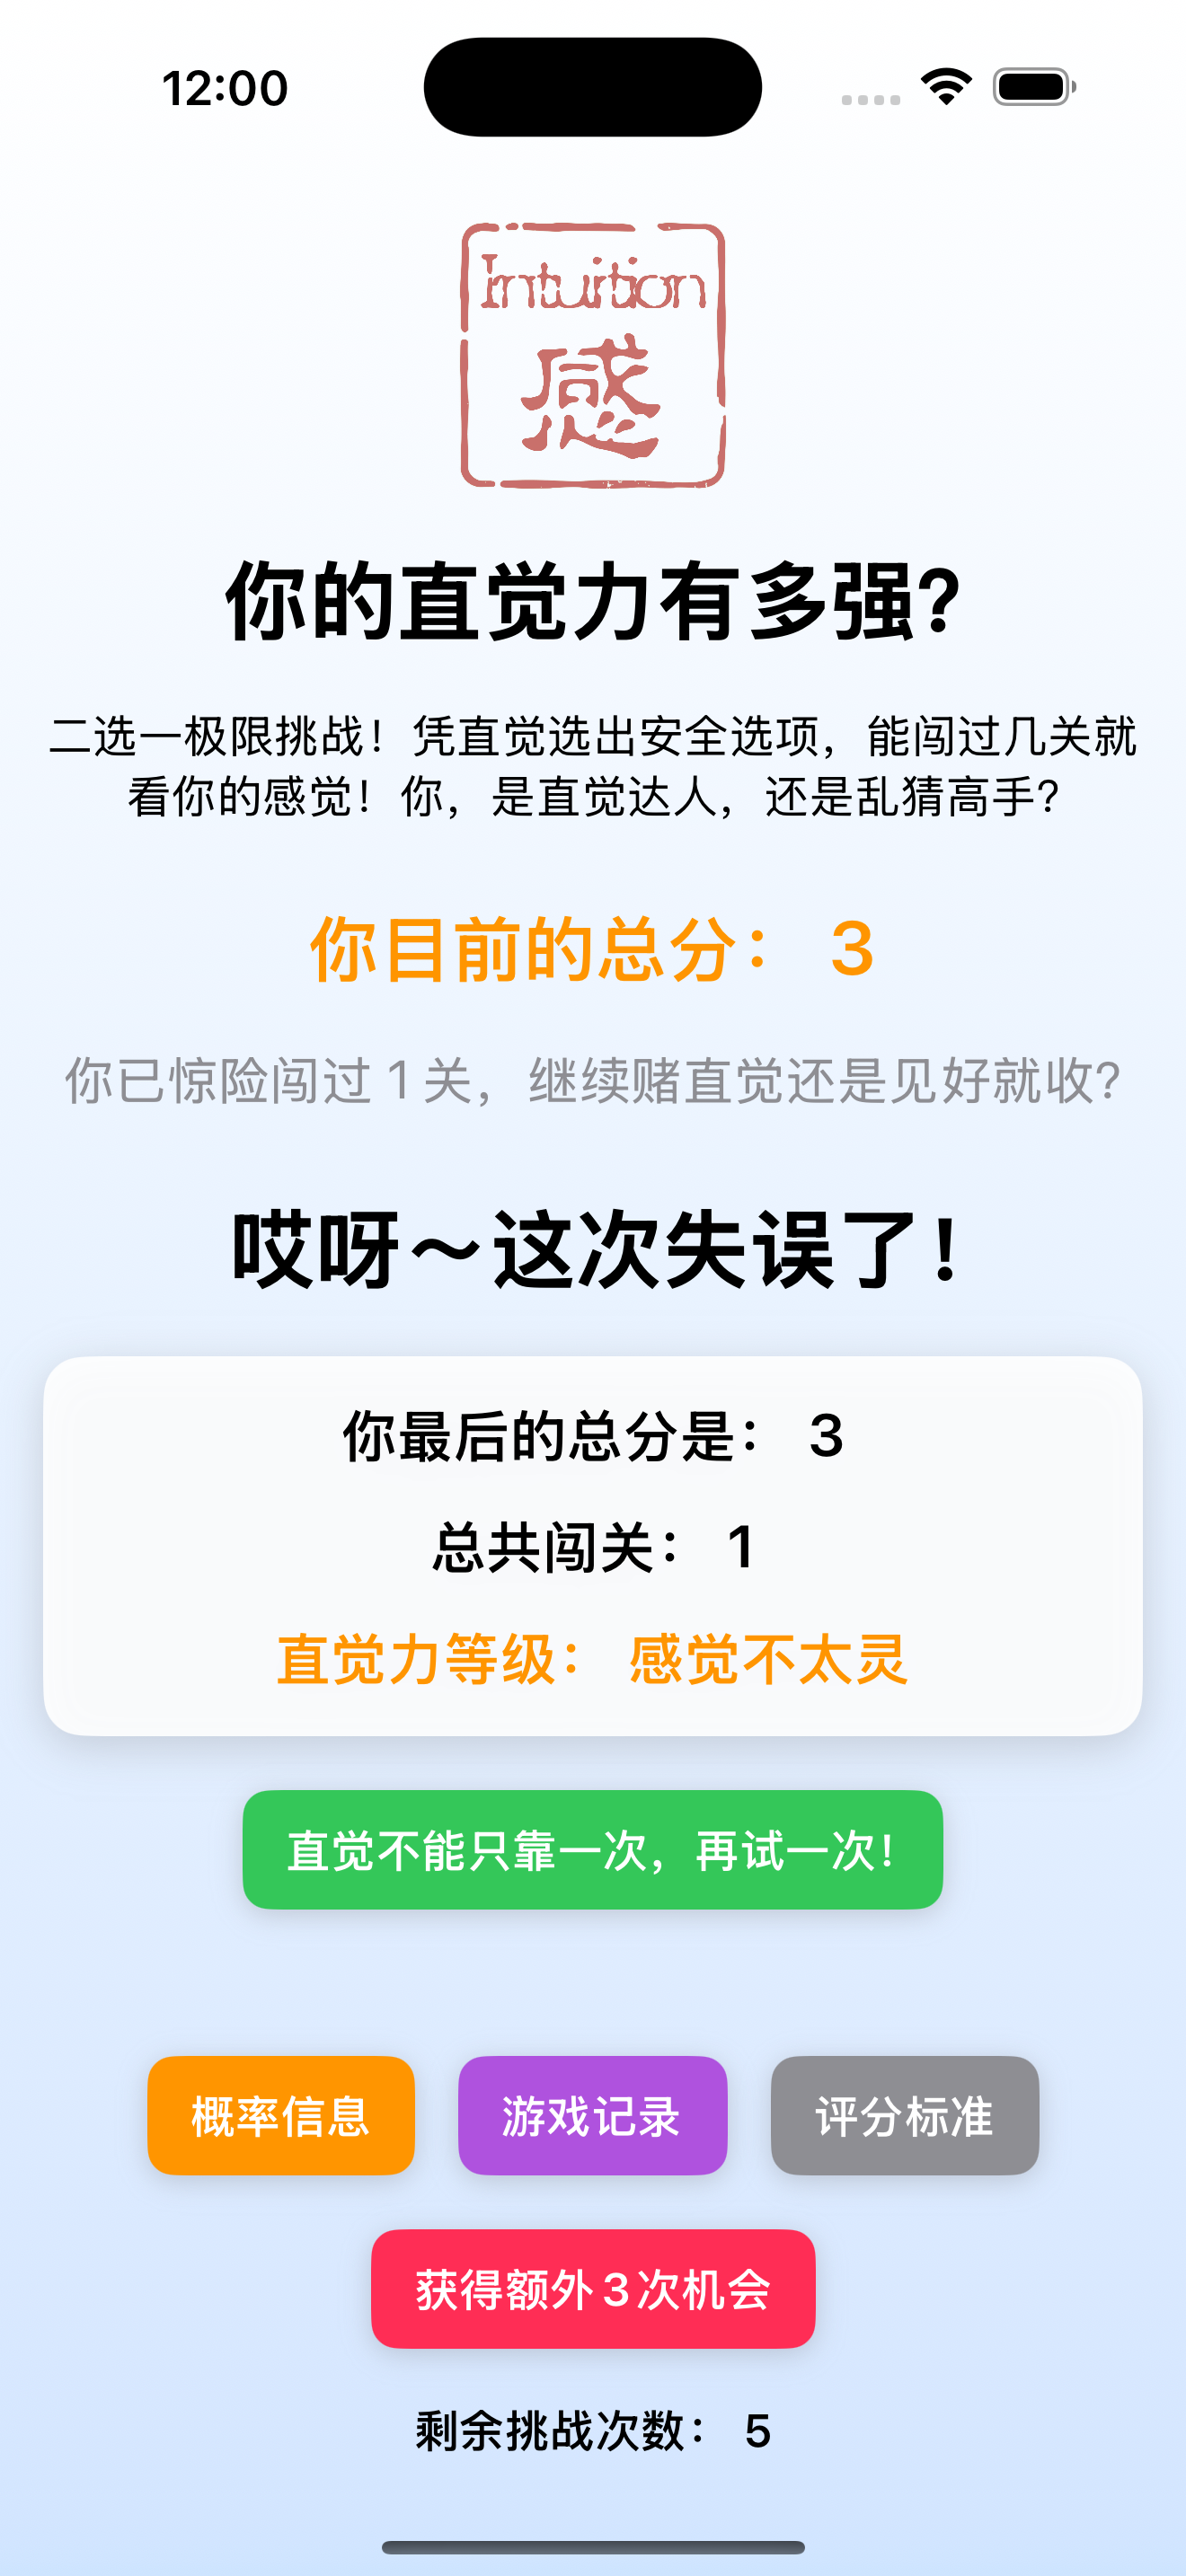 12:00
Intuition
感
你的直觉力有多强?
二选一极限挑战！凭直觉选出安全选项，能闯过几关就
看你的感觉！你，是直觉达人，还是乱猜高手?
你目前的总分： 3
你已惊险闯过 1 关，继续赌直觉还是见好就收?
哎呀～这次失误了！
你最后的总分是： 3
总共闯关： 1
直觉力等级： 感觉不太灵
直觉不能只靠一次，再试一次！
概率信息 游戏记录 评分标准
获得额外 3 次机会
剩余挑战次数： 5